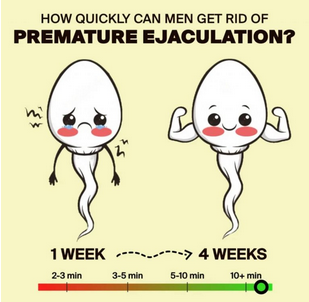 HOW QUICKLY CAN MEN GET RID OF
PREMATURE EJACULATION?
1 WEEK 4 WEEKS
2-3 min 3-5 min 5-10 min 10+ min